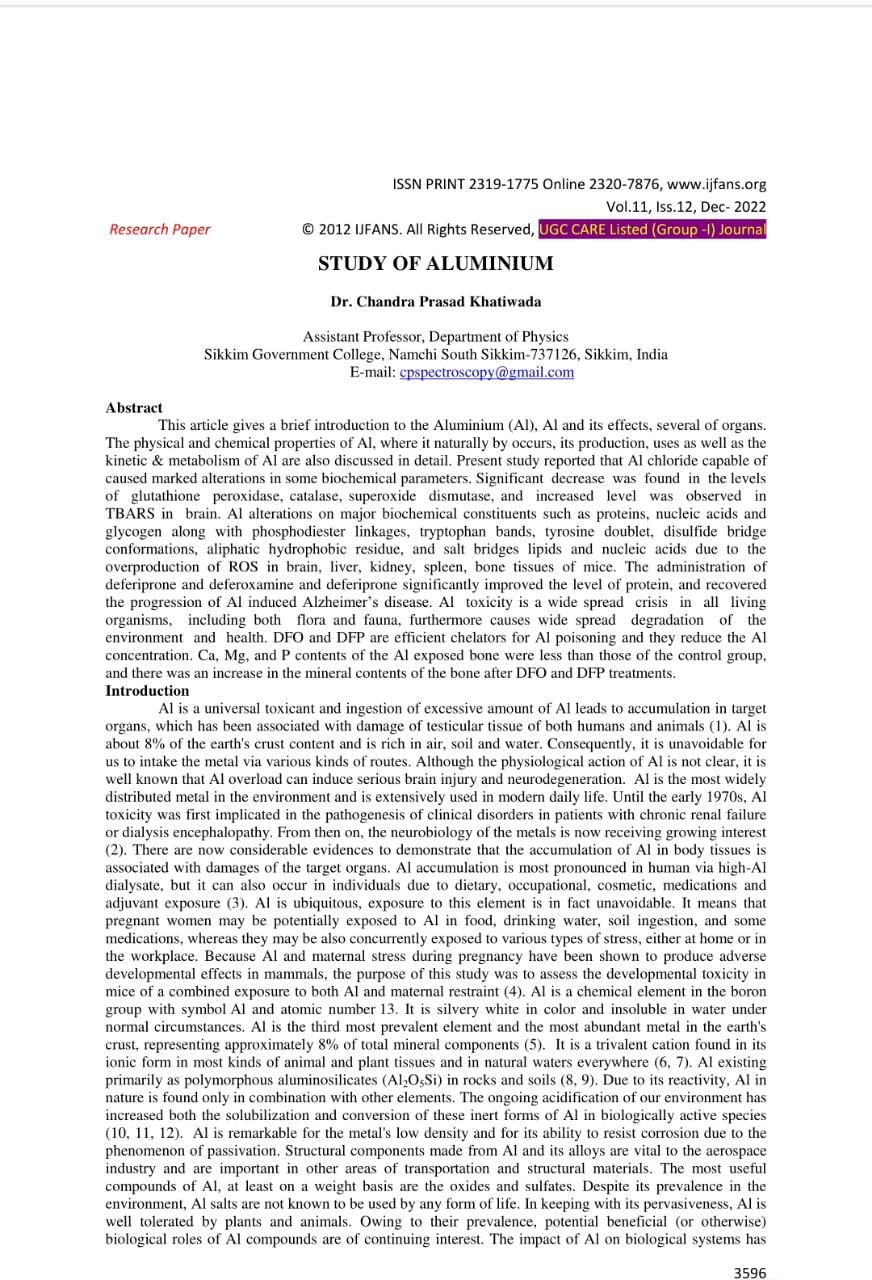 ISSN PRINT 2319-1775 Online 2320-7876, www.ijfans.org
Vol.11, Iss.12, Dec- 2022
Research Paper © 2012 IJFANS. All Rights Reserved, UGC CARE Listed (Group -I) Journal
STUDY OF ALUMINIUM
Dr. Chandra Prasad Khatiwada
Assistant Professor, Department of Physics
Sikkim Government College, Namchi South Sikkim-737126, Sikkim, India
E-mail: cpspectroscopy@gmail.com
Abstract
This article gives a brief introduction to the Aluminium (Al), Al and its effects, several of organs.
The physical and chemical properties of Al, where it naturally by occurs, its production, uses as well as the
kinetic & metabolism of Al are also discussed in detail. Present study reported that Al chloride capable of
caused marked alterations in some biochemical parameters. Significant decrease was found in the levels
of glutathione peroxidase, catalase, superoxide dismutase, and increased level was observed in
TBARS in brain. Al alterations on major biochemical constituents such as proteins, nucleic acids and
glycogen along with phosphodiester linkages, tryptophan bands, tyrosine doublet, disulfide bridge
conformations, aliphatic hydrophobic residue, and salt bridges lipids and nucleic acids due to the
overproduction of ROS in brain, liver, kidney, spleen, bone tissues of mice. The administration of
deferiprone and deferoxamine and deferiprone significantly improved the level of protein, and recovered
the progression of Al induced Alzheimer's disease. Al toxicity is a wide spread crisis in all living
organisms, including both flora and fauna, furthermore causes wide spread degradation of the
environment and health. DFO and DFP are efficient chelators for Al poisoning and they reduce the Al
concentration. Ca, Mg, and P contents of the Al exposed bone were less than those of the control group,
and there was an increase in the mineral contents of the bone after DFO and DFP treatments.
Introduction
Al is a universal toxicant and ingestion of excessive amount of Al leads to accumulation in target
organs, which has been associated with damage of testicular tissue of both humans and animals (1). Al is
about 8% of the earth's crust content and is rich in air, soil and water. Consequently, it is unavoidable for
us to intake the metal via various kinds of routes. Although the physiological action of Al is not clear, it is
well known that Al overload can induce serious brain injury and neurodegeneration. Al is the most widely
distributed metal in the environment and is extensively used in modern daily life. Until the early 1970s, Al
toxicity was first implicated in the pathogenesis of clinical disorders in patients with chronic renal failure
or dialysis encephalopathy. From then on, the neurobiology of the metals is now receiving growing interest
(2). There are now considerable evidences to demonstrate that the accumulation of Al in body tissues is
associated with damages of the target organs. Al accumulation is most pronounced in human via high-Al
dialysate, but it can also occur in individuals due to dietary, occupational, cosmetic, medications and
adjuvant exposure (3). Al is ubiquitous, exposure to this element is in fact unavoidable. It means that
pregnant women may be potentially exposed to Al in food, drinking water, soil ingestion, and some
medications, whereas they may be also concurrently exposed to various types of stress, either at home or in
the workplace. Because Al and maternal stress during pregnancy have been shown to produce adverse
developmental effects in mammals, the purpose of this study was to assess the developmental toxicity in
mice of a combined exposure to both Al and maternal restraint (4). Al is a chemical element in the boron
group with symbol Al and atomic number 13. It is silvery white in color and insoluble in water under
normal circumstances. Al is the third most prevalent element and the most abundant metal in the earth's
crust, representing approximately 8% of total mineral components (5). It is a trivalent cation found in its
ionic form in most kinds of animal and plant tissues and in natural waters everywhere (6, 7). Al existing
primarily as polymorphous aluminosilicates (Al₂O₅Si) in rocks and soils (8, 9). Due to its reactivity, Al in
nature is found only in combination with other elements. The ongoing acidification of our environment has
increased both the solubilization and conversion of these inert forms of Al in biologically active species
(10, 11, 12). Al is remarkable for the metal's low density and for its ability to resist corrosion due to the
phenomenon of passivation. Structural components made from Al and its alloys are vital to the aerospace
industry and are important in other areas of transportation and structural materials. The most useful
compounds of Al, at least on a weight basis are the oxides and sulfates. Despite its prevalence in the
environment, Al salts are not known to be used by any form of life. In keeping with its pervasiveness, Al is
well tolerated by plants and animals. Owing to their prevalence, potential beneficial (or otherwise)
biological roles of Al compounds are of continuing interest. The impact of Al on biological systems has
3596